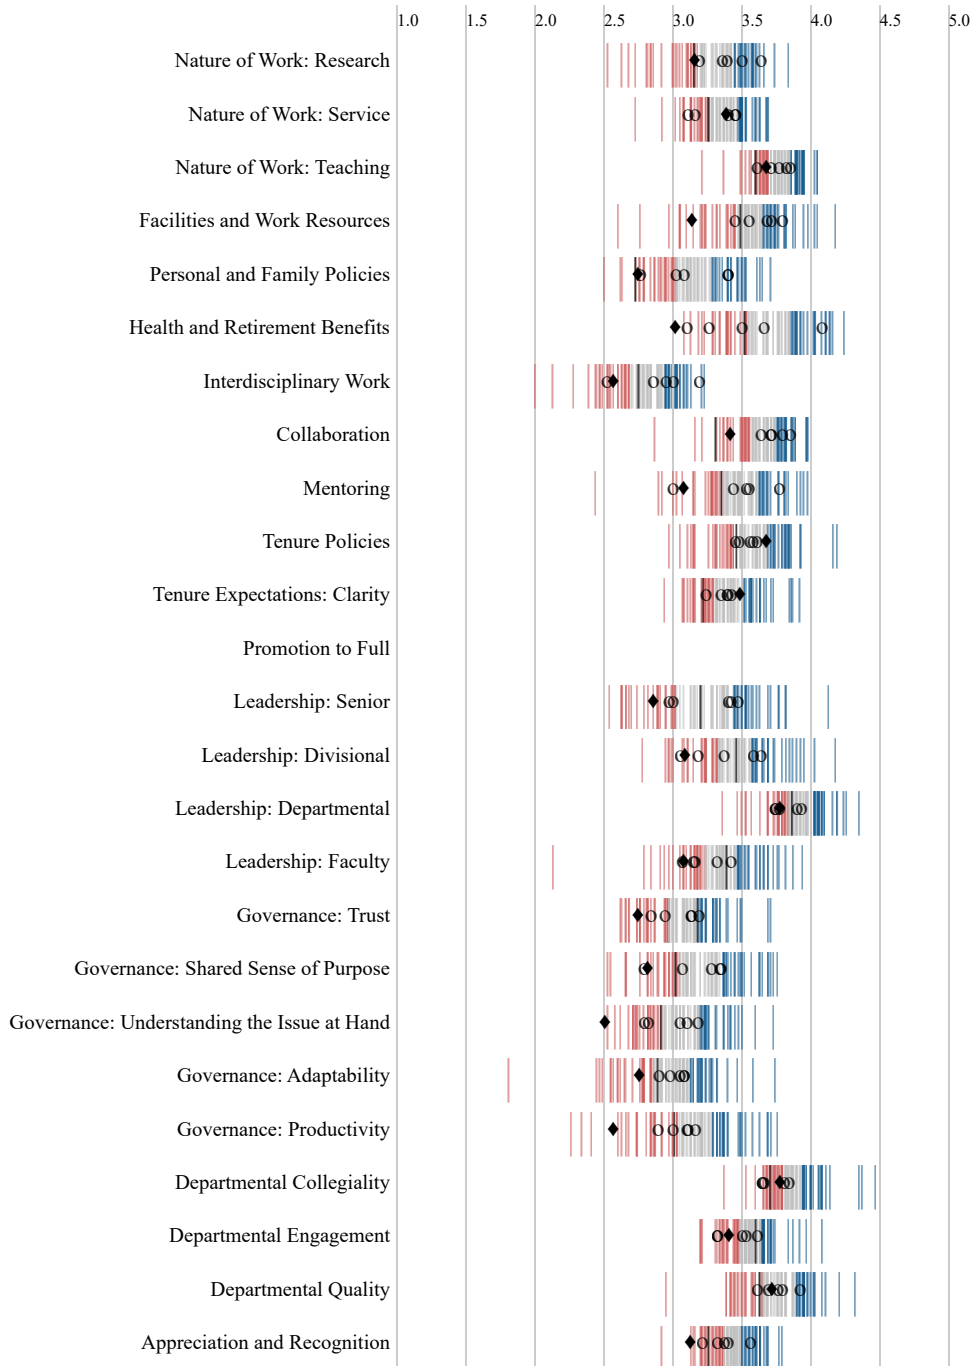 1.0 1.5 2.0 2.5 3.0 3.5 4.0 4.5 5.0
Nature of Work: Research
Nature of Work: Service
Nature of Work: Teaching
Facilities and Work Resources
Personal and Family Policies
Health and Retirement Benefits
Interdisciplinary Work
Collaboration
Mentoring
Tenure Policies
Tenure Expectations: Clarity
Promotion to Full
Leadership: Senior
Leadership: Divisional
Leadership: Departmental
Leadership: Faculty
Governance: Trust
Governance: Shared Sense of Purpose
Governance: Understanding the Issue at Hand
Governance: Adaptability
Governance: Productivity
Departmental Collegiality
Departmental Engagement
Departmental Quality
Appreciation and Recognition